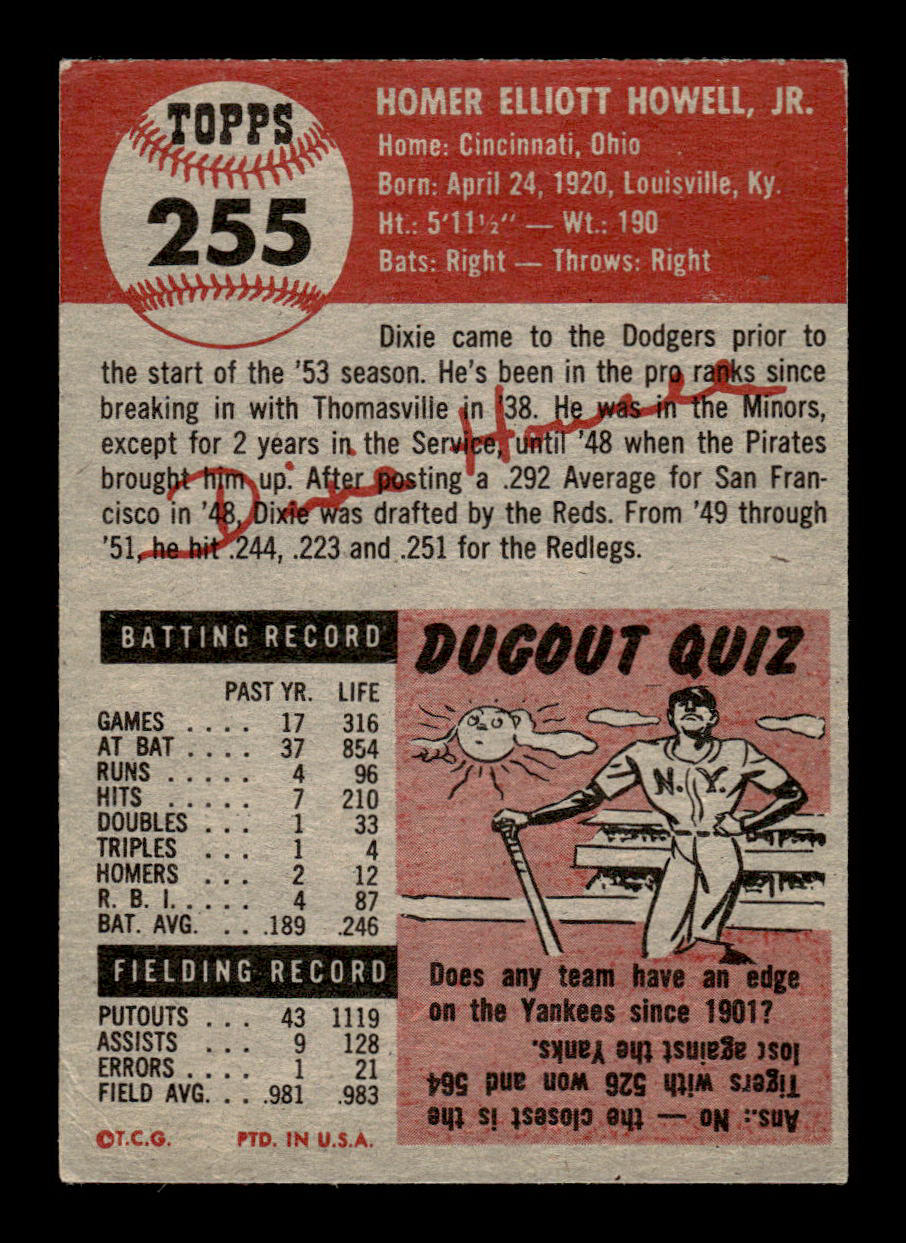 TOPPS
255
HOMER ELLIOTT HOWELL, JR.
Home: Cincinnati, Ohio
Born: April 24, 1920, Louisville, Ky.
Ht.: 5'11½" — Wt.: 190
Bats: Right — Throws: Right
Dixie came to the Dodgers prior to
the start of the '53 season. He's been in the pro ranks since
breaking in with Thomasville in '38. He was in the Minors,
except for 2 years in the Service, until '48 when the Pirates
brought him up. After posting a .292 Average for San Fran-
cisco in '48, Dixie was drafted by the Reds. From '49 through
'51, he hit .244, .223 and .251 for the Redlegs.
Dixie Howell
BATTING RECORD
PAST YR. LIFE
GAMES . . . . 17 316
AT BAT . . . . 37 854
RUNS . . . . . 4 96
HITS . . . . . 7 210
DOUBLES . . . 1 33
TRIPLES . . . 1 4
HOMERS . . . 2 12
R. B. I. . . . . 4 87
BAT. AVG. . . .189 .246
FIELDING RECORD
PUTOUTS . . . 43 1119
ASSISTS . . . 9 128
ERRORS . . . . 1 21
FIELD AVG. . . .981 .983
©T.C.G. PTD. IN U.S.A.
DUGOUT QUIZ
N. Y.
Does any team have an edge
on the Yankees since 1901?
Ans.: No — the closest is the
Tigers with 526 won and 564
lost against the Yanks.